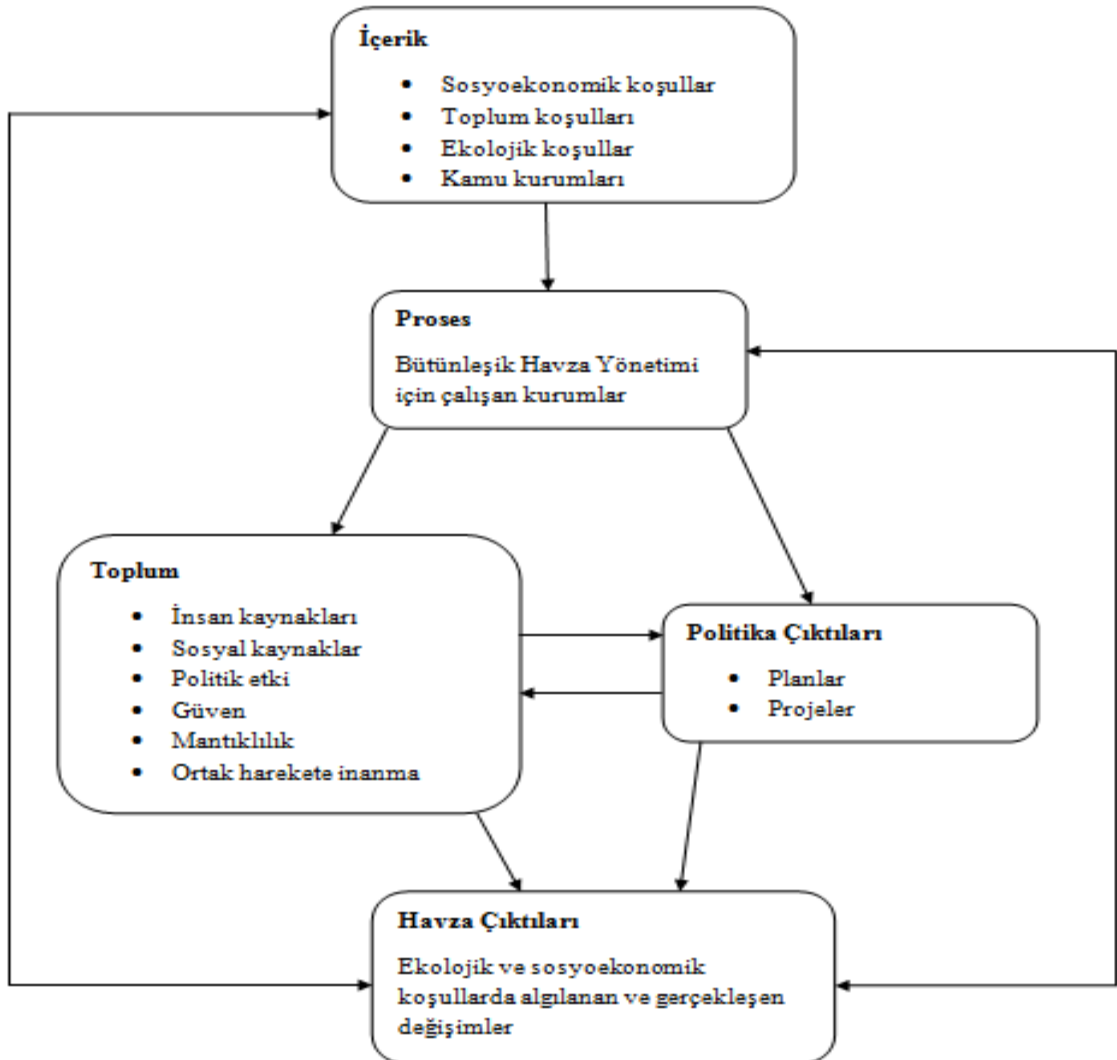 İçerik
• Sosyoekonomik koşullar
• Toplum koşulları
• Ekolojik koşullar
• Kamu kurumları
Proses
Bütünleşik Havza Yönetimi
için çalışan kurumlar
Toplum
• İnsan kaynakları
• Sosyal kaynaklar
• Politik etki
• Güven
• Mantıklılık
• Ortak harekete inanma
Politika Çıktıları
• Planlar
• Projeler
Havza Çıktıları
Ekolojik ve sosyoekonomik
koşullarda algılanan ve gerçekleşen
değişimler